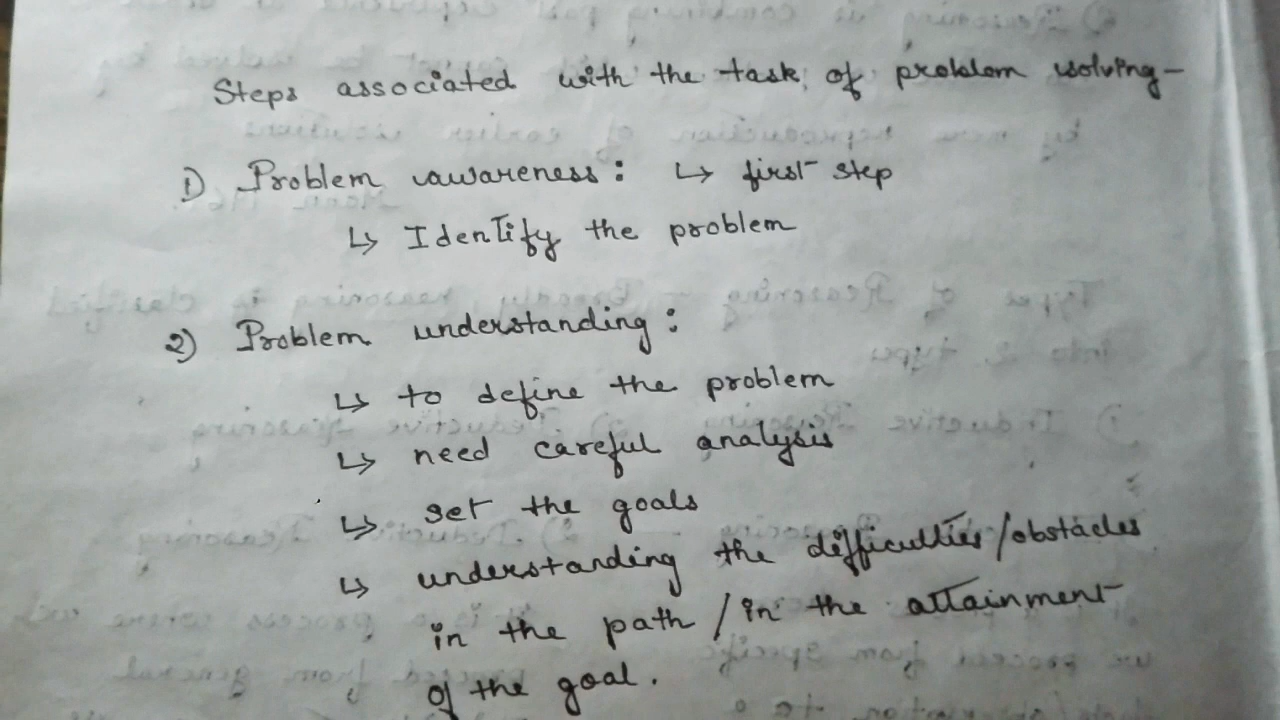 Steps associated with the task of problem solving-
1) Problem awareness: ↳ first step
↳ Identify the problem
2) Problem understanding:
↳ to define the problem
↳ need careful analysis
↳ set the goals
↳ understanding the difficulties/obstacles
in the path / in the attainment
of the goal.